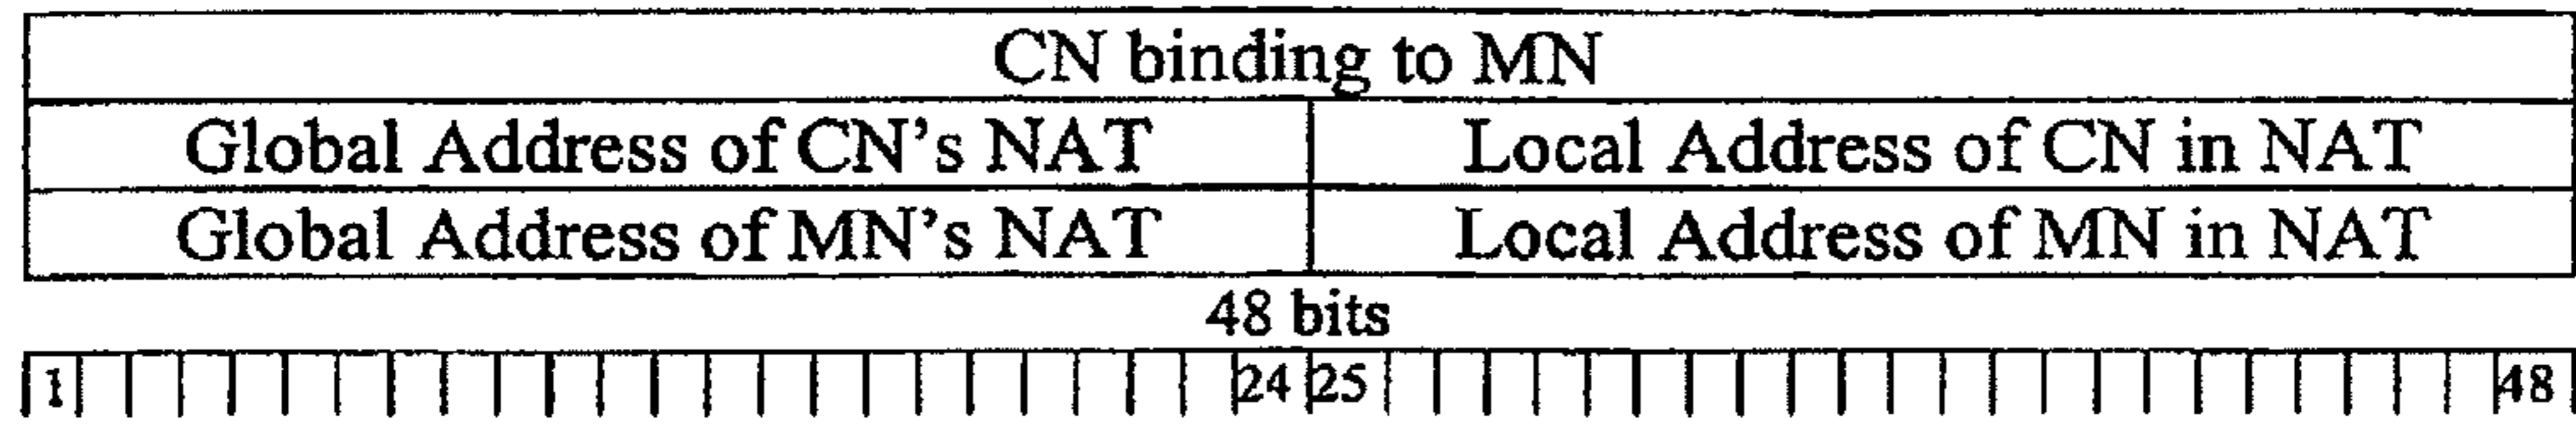 CN binding to MN
Global Address of CN's NAT Local Address of CN in NAT
Global Address of MN's NAT Local Address of MN in NAT
48 bits
1 24 25 48